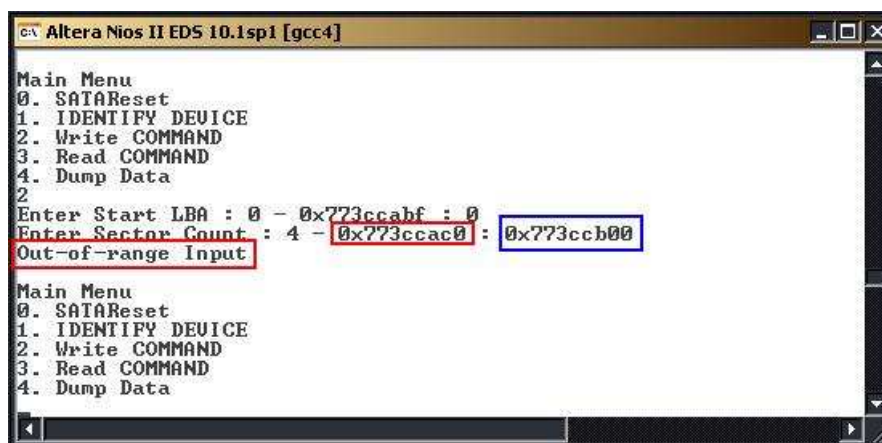 Altera Nios II EDS 10.1sp1 [gcc4]
Main Menu
0. SATAReset
1. IDENTIFY DEVICE
2. Write COMMAND
3. Read COMMAND
4. Dump Data
2
Enter Start LBA : 0 - 0x773ccabf : 0
Enter Sector Count : 4 - 0x773ccac0 : 0x773ccb00
Out-of-range Input
Main Menu
0. SATAReset
1. IDENTIFY DEVICE
2. Write COMMAND
3. Read COMMAND
4. Dump Data